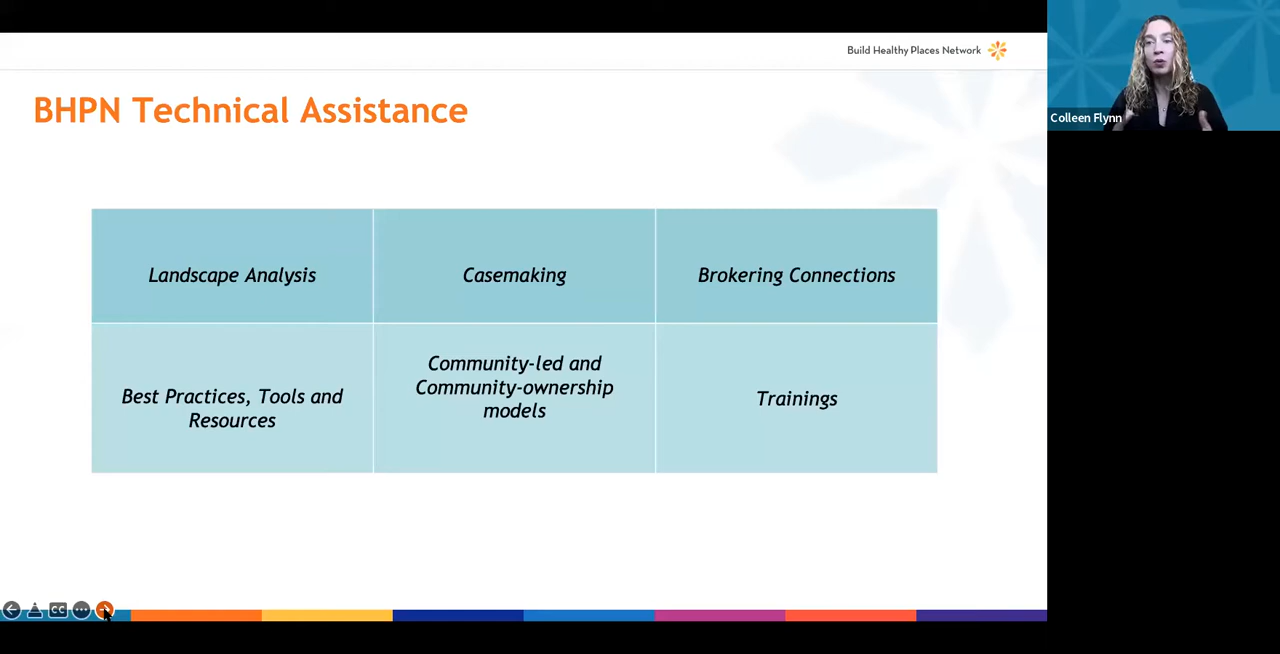 Build Healthy Places Network
BHPN Technical Assistance
Colleen Flynn
Landscape Analysis
Casemaking
Brokering Connections
Best Practices, Tools and
Resources
Community-led and
Community-ownership
models
Trainings
CC